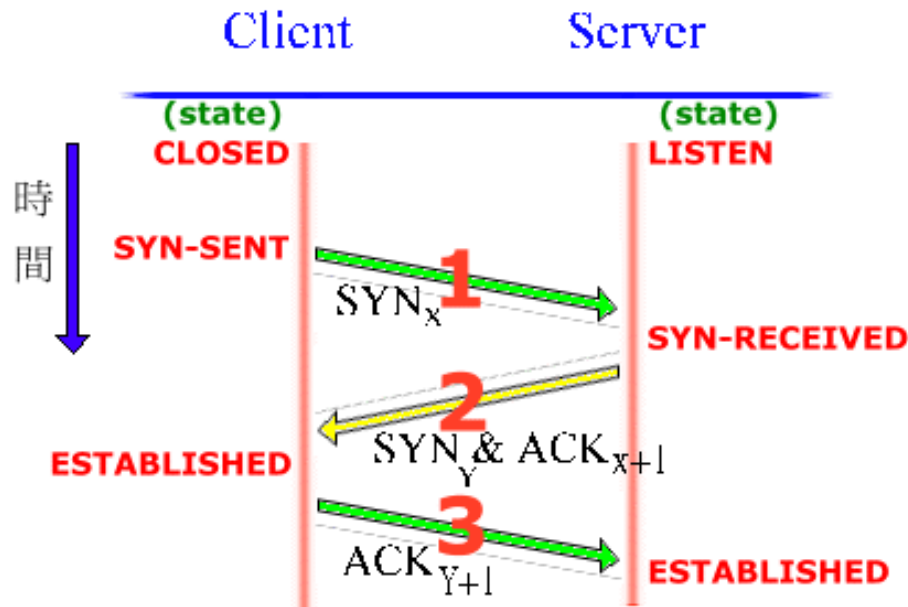 Client Server
(state) (state)
CLOSED LISTEN
時間
SYN-SENT
1
SYNx
SYN-RECEIVED
2
SYNY & ACKx+1
ESTABLISHED
3
ACKY+1
ESTABLISHED